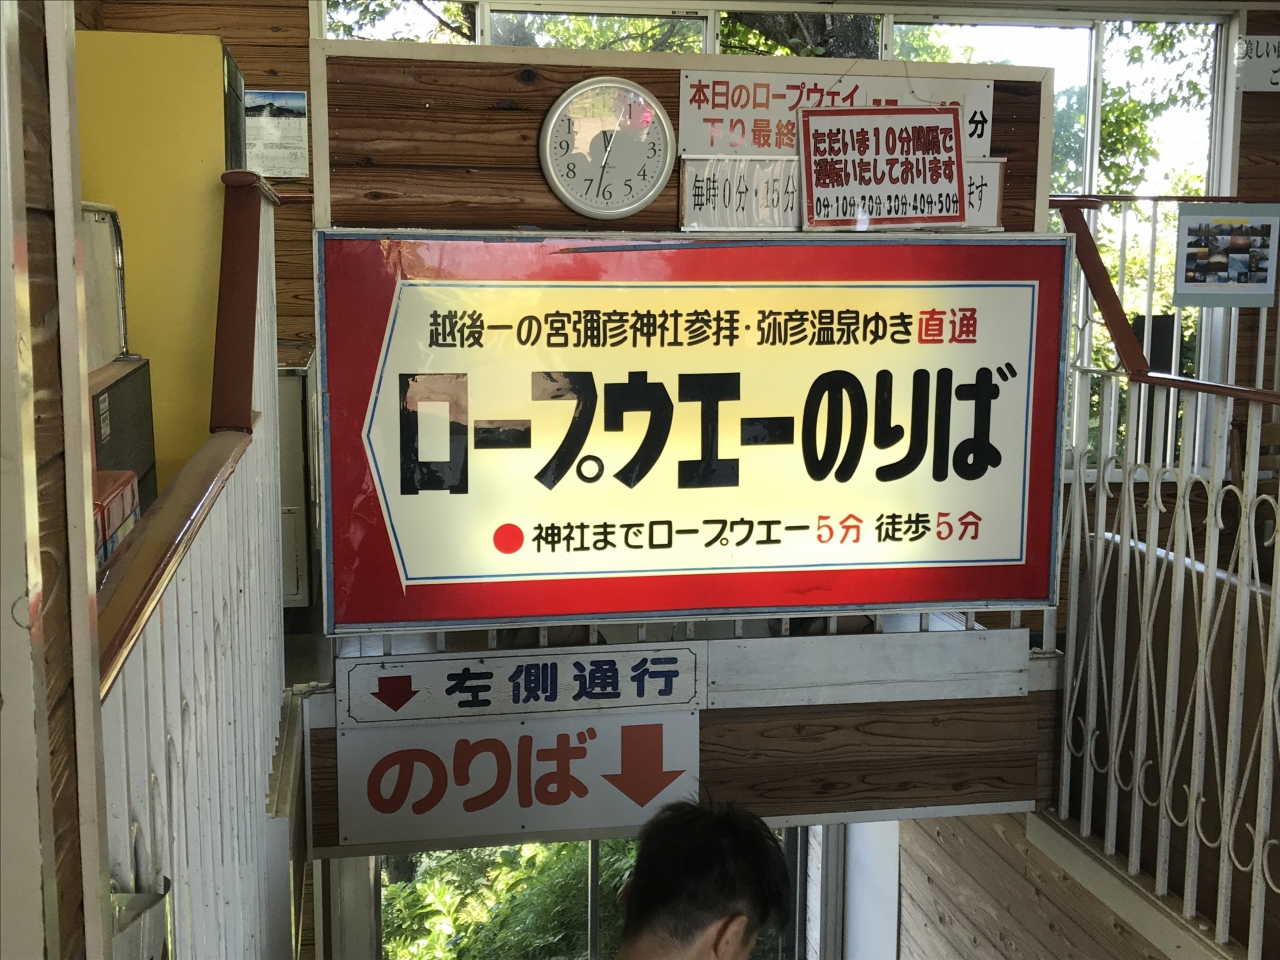 本日のロープウェイ
下り最終
分
ただいま10分間隔で
運転いたしております
0分·10分·20分·30分·40分·50分
毎時0分·15分
ます
越後一の宮彌彦神社参拝·弥彦温泉ゆき直通
ロープウエーのりば
●神社までロープウエー5分 徒歩5分
左側通行
のりば
美しい